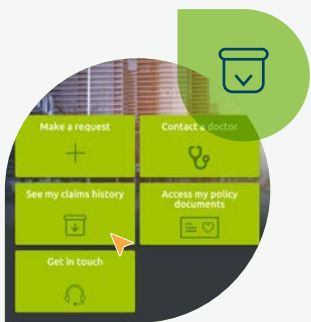 Make a request
Contact a doctor
See my claims history
Access my policy
documents
Get in touch